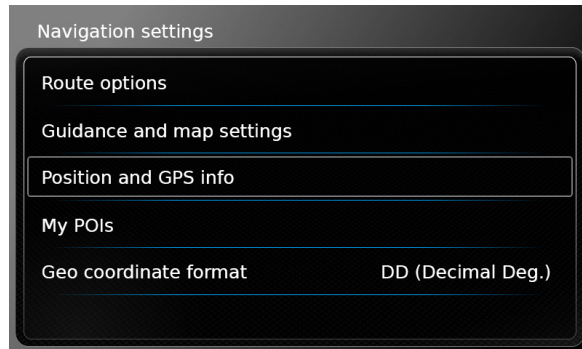 Navigation settings
Route options
Guidance and map settings
Position and GPS info
My POIs
Geo coordinate format DD (Decimal Deg.)